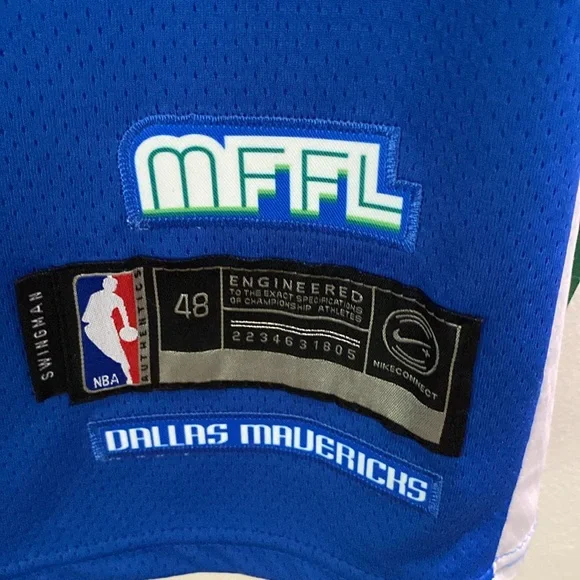 MFFL
SWINGMAN
NBA
AUTHENTICS
48
ENGINEERED
TO THE EXACT SPECIFICATIONS
OF CHAMPIONSHIP ATHLETES
2234631805
NIKECONNECT
DALLAS MAVERICKS